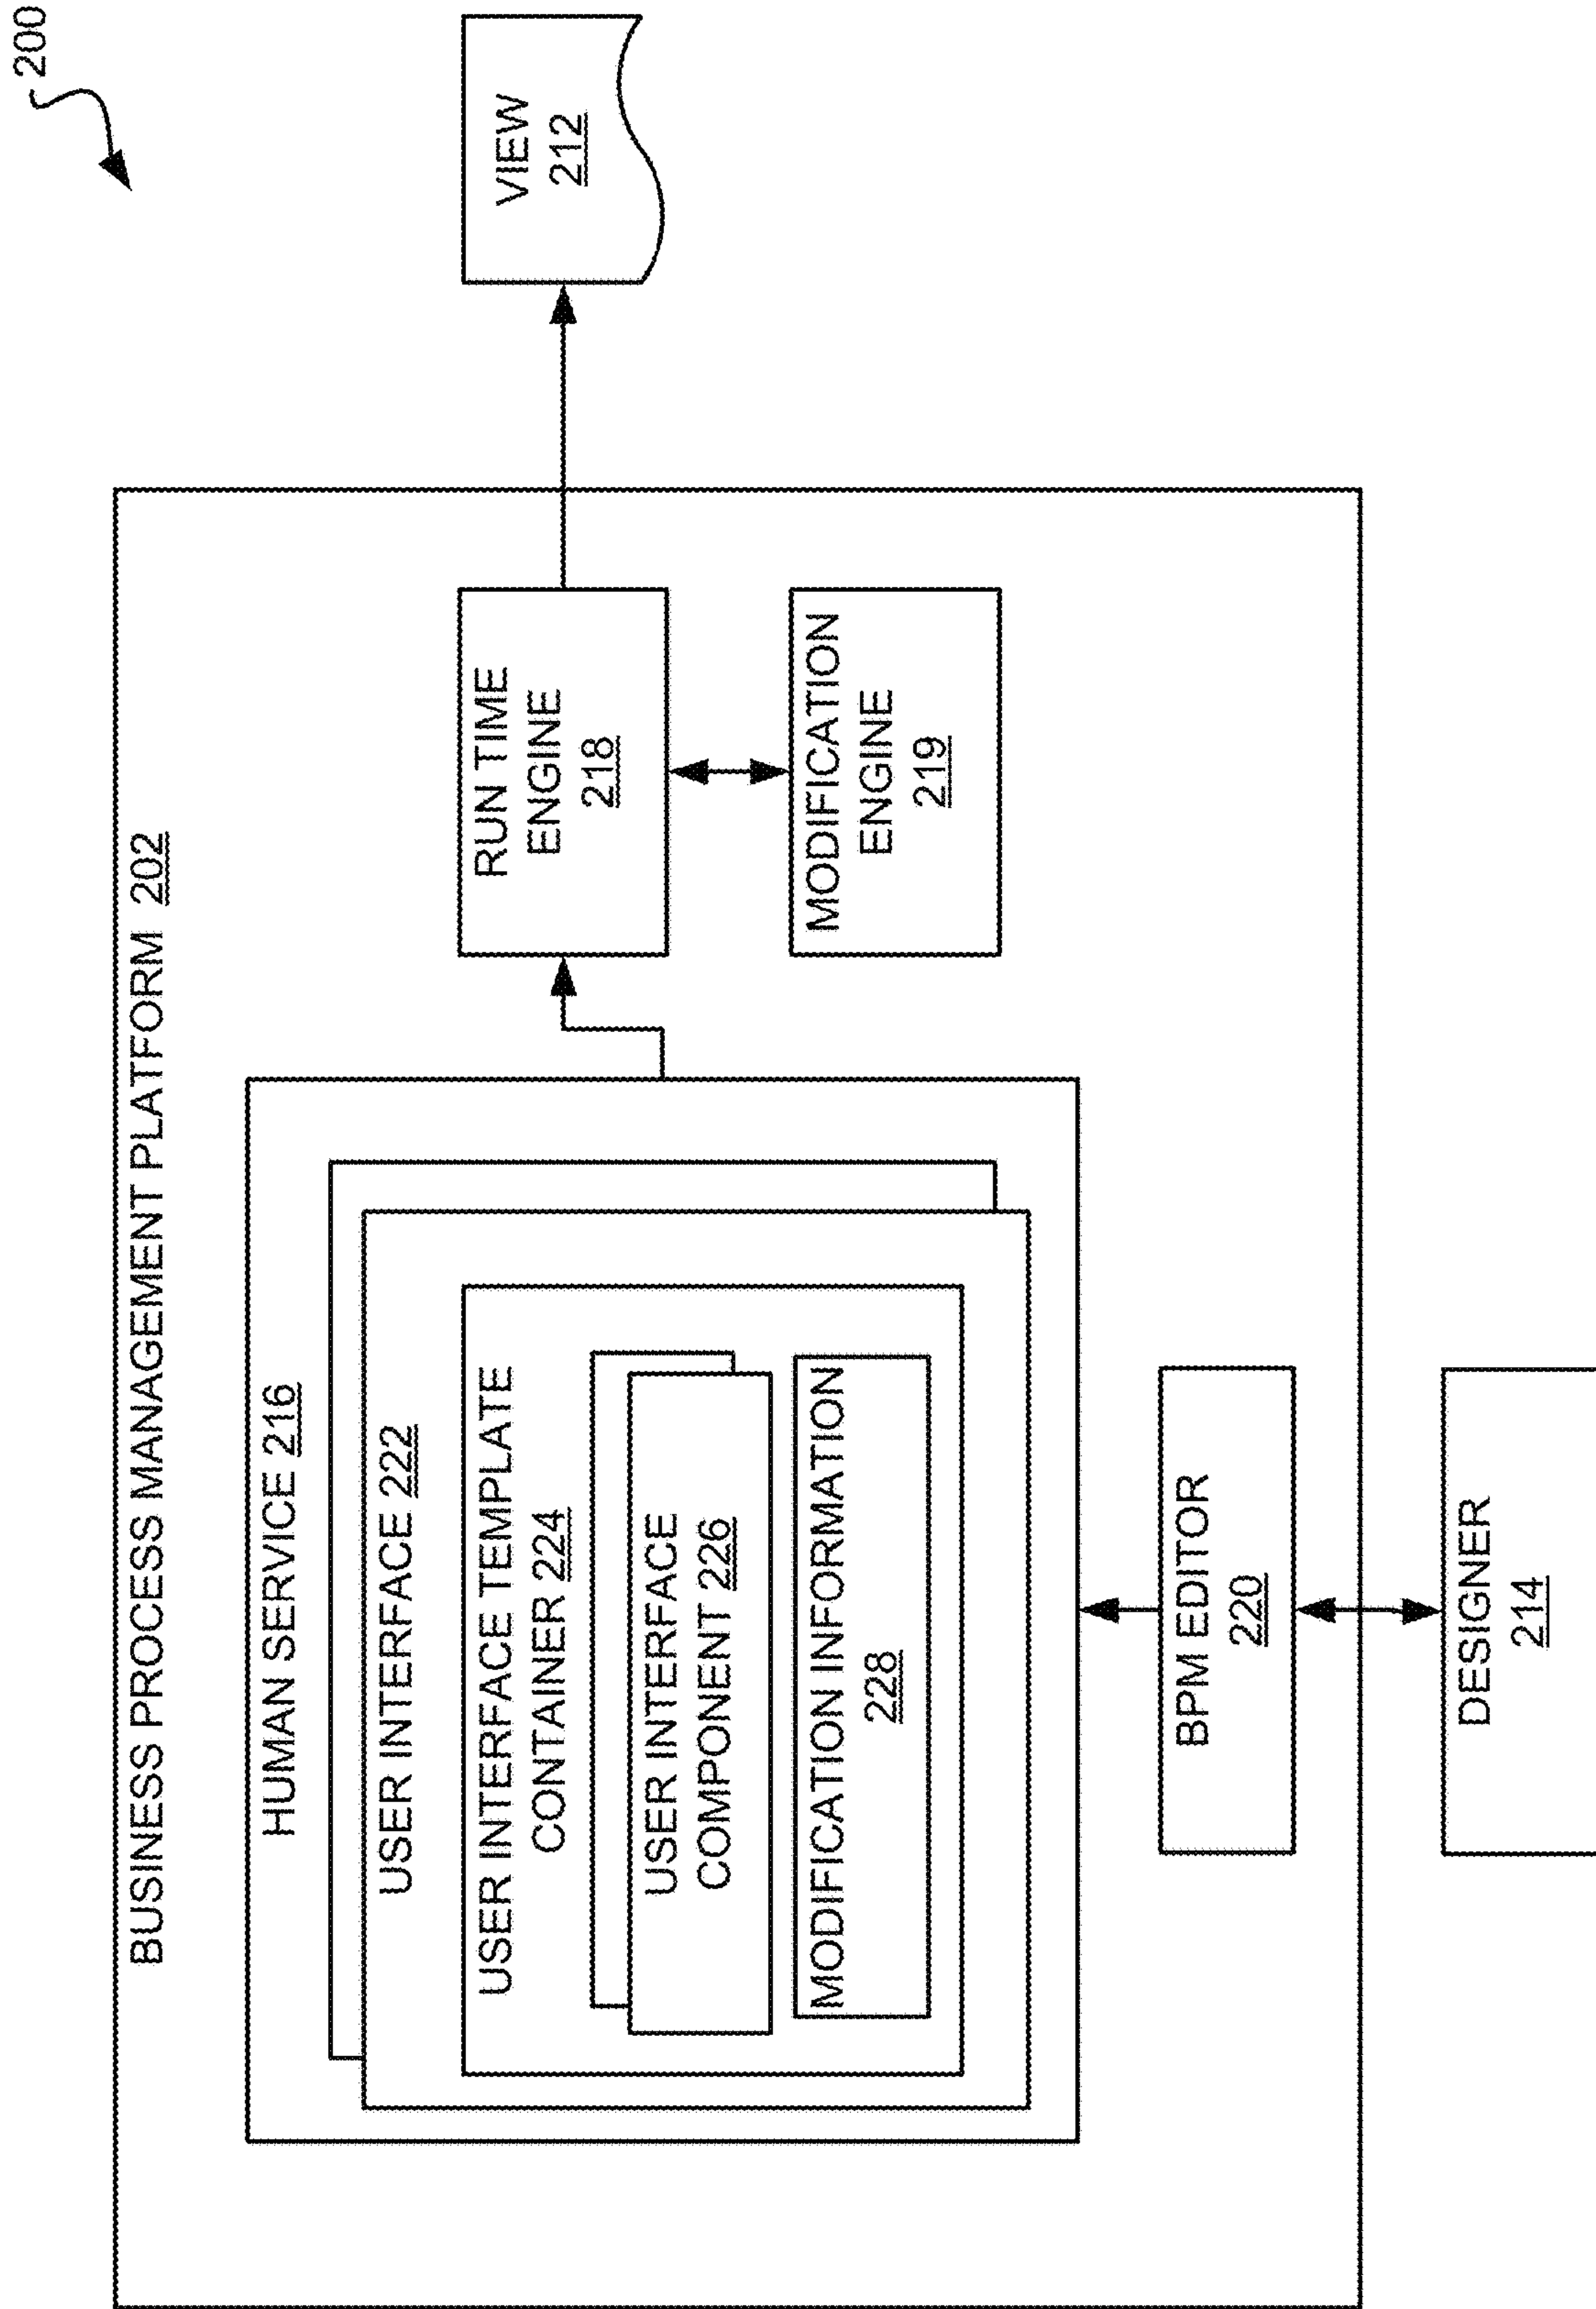 200
BUSINESS PROCESS MANAGEMENT PLATFORM 202
HUMAN SERVICE 216
USER INTERFACE 222
USER INTERFACE TEMPLATE
CONTAINER 224
USER INTERFACE
COMPONENT 226
MODIFICATION INFORMATION
228
RUN TIME
ENGINE
218
MODIFICATION
ENGINE
219
VIEW
212
BPM EDITOR
220
DESIGNER
214